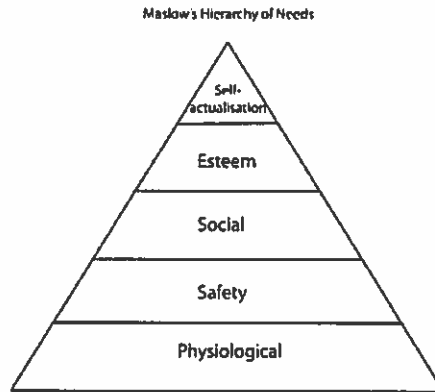 Maslow's Hierarchy of Needs
Self-
actualisation
Esteem
Social
Safety
Physiological